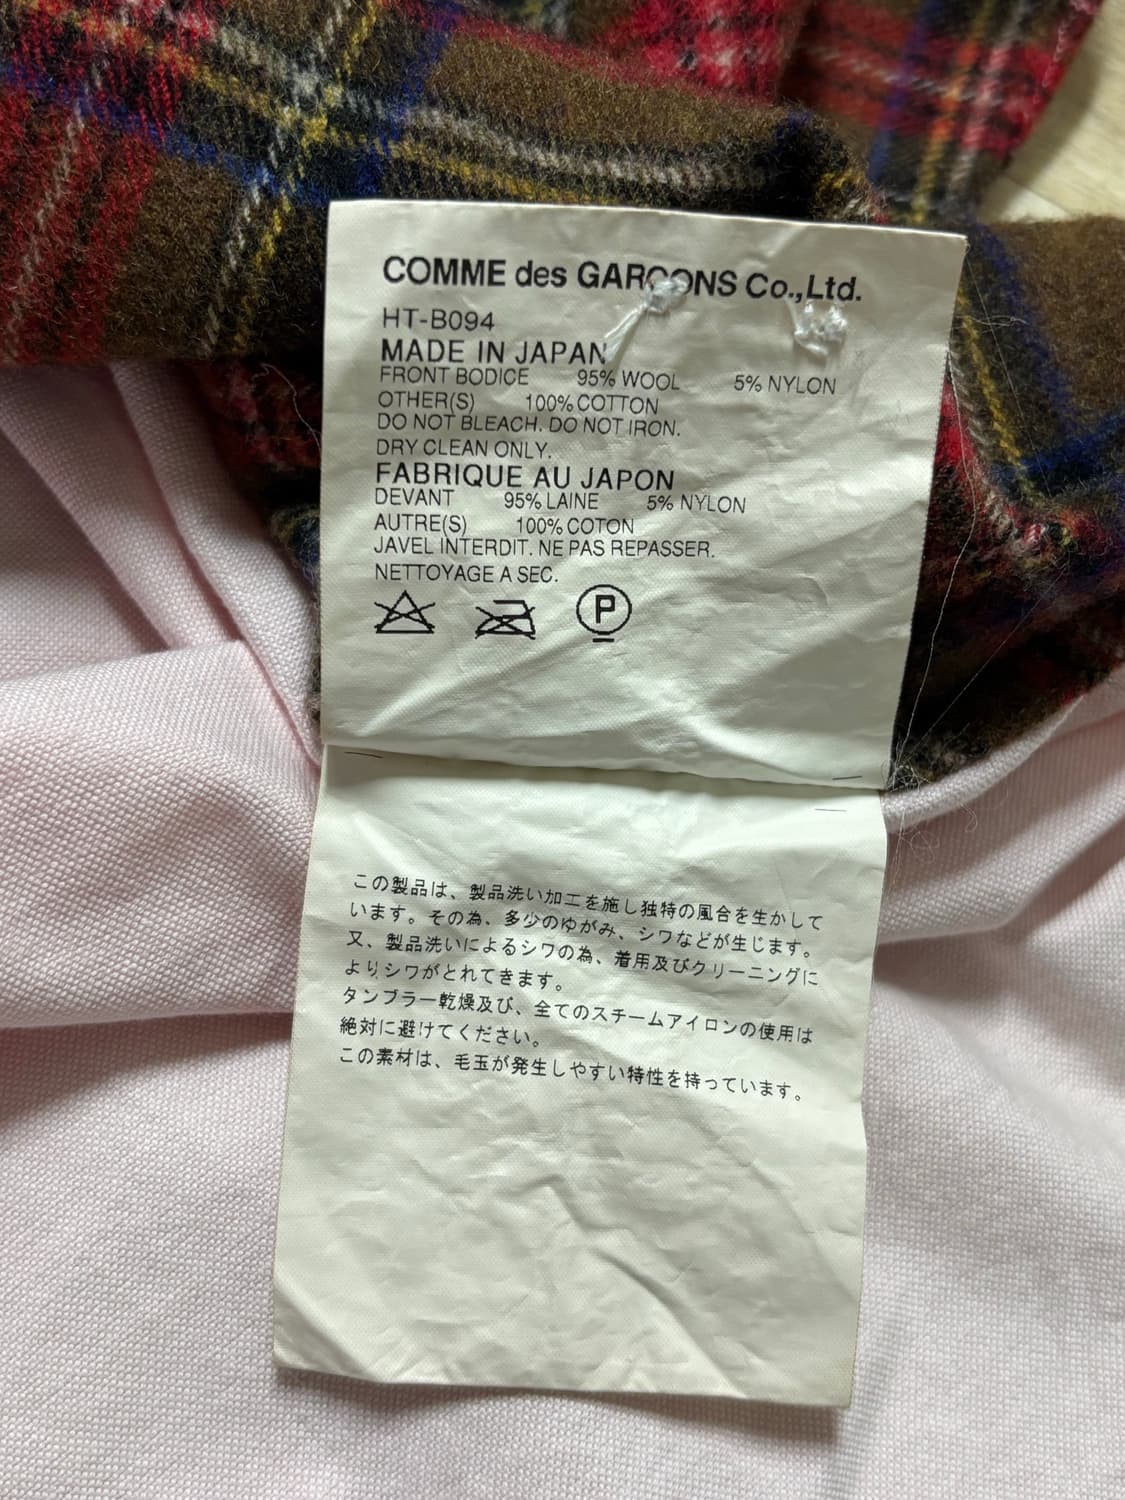 COMME des GARCONS Co.,Ltd.
HT-B094
MADE IN JAPAN
FRONT BODICE 95% WOOL 5% NYLON
OTHER(S) 100% COTTON
DO NOT BLEACH. DO NOT IRON.
DRY CLEAN ONLY.
FABRIQUE AU JAPON
DEVANT 95% LAINE 5% NYLON
AUTRE(S) 100% COTON
JAVEL INTERDIT. NE PAS REPASSER.
NETTOYAGE A SEC.
P
この製品は、製品洗い加工を施し独特の風合を生かして
います。その為、多少のゆがみ、シワなどが生じます。
又、製品洗いによるシワの為、着用及びクリーニングに
よりシワがとれてきます。
タンブラー乾燥及び、全てのスチームアイロンの使用は
絶対に避けてください。
この素材は、毛玉が発生しやすい特性を持っています。